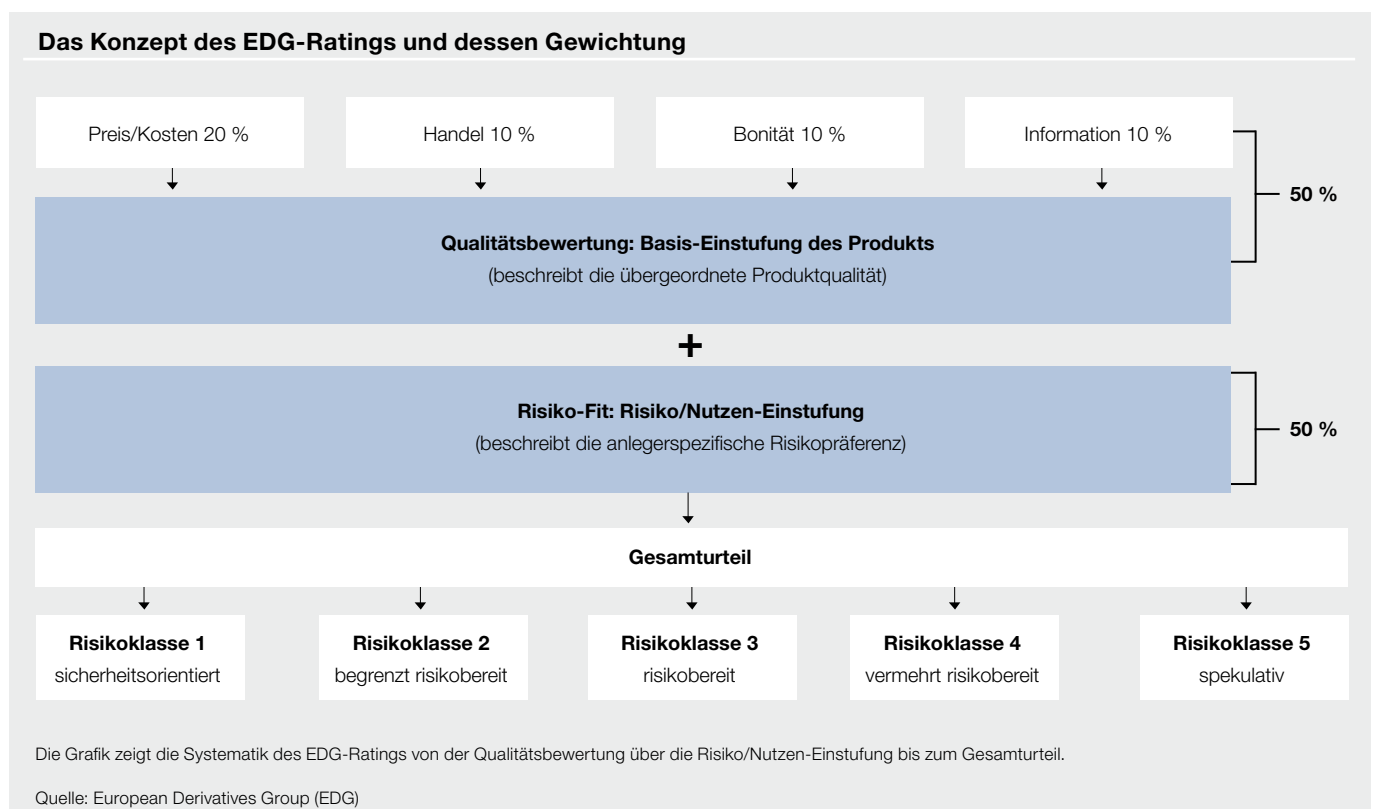 Das Konzept des EDG-Ratings und dessen Gewichtung
Preis/Kosten 20 %
Handel 10 %
Bonität 10 %
Information 10 %
50 %
Qualitätsbewertung: Basis-Einstufung des Produkts
(beschreibt die übergeordnete Produktqualität)
+
Risiko-Fit: Risiko/Nutzen-Einstufung
(beschreibt die anlegerspezifische Risikopräferenz)
50 %
Gesamturteil
Risikoklasse 1
sicherheitsorientiert
Risikoklasse 2
begrenzt risikobereit
Risikoklasse 3
risikobereit
Risikoklasse 4
vermehrt risikobereit
Risikoklasse 5
spekulativ
Die Grafik zeigt die Systematik des EDG-Ratings von der Qualitätsbewertung über die Risiko/Nutzen-Einstufung bis zum Gesamturteil.
Quelle: European Derivatives Group (EDG)